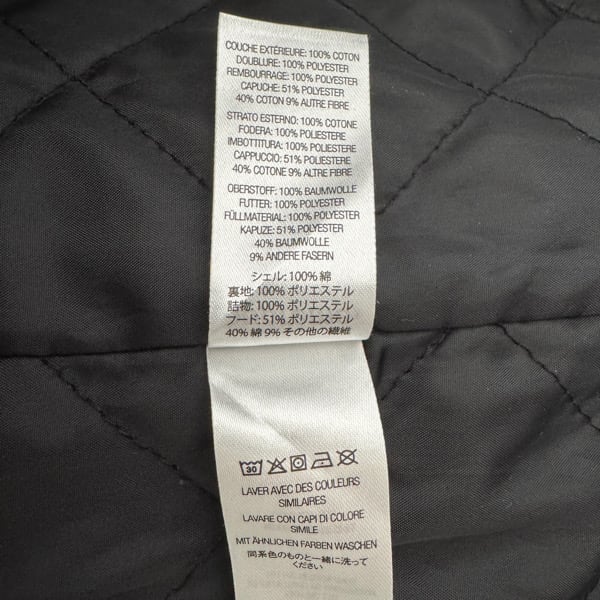 COUCHE EXTÉRIEURE: 100% COTON
DOUBLURE: 100% POLYESTER
REMBOURRAGE: 100% POLYESTER
CAPUCHE: 51% POLYESTER
40% COTON 9% AUTRE FIBRE
STRATO ESTERNO: 100% COTONE
FODERA: 100% POLIESTERE
IMBOTTITURA: 100% POLIESTERE
CAPPUCCIO: 51% POLIESTERE
40% COTONE 9% ALTRE FIBRE
OBERSTOFF: 100% BAUMWOLLE
FUTTER: 100% POLYESTER
FÜLLMATERIAL: 100% POLYESTER
KAPUZE: 51% POLYESTER
40% BAUMWOLLE
9% ANDERE FASERN
シェル: 100% 綿
裏地: 100% ポリエステル
詰物: 100% ポリエステル
フード: 51% ポリエステル
40% 綿 9% その他の繊維
30
LAVER AVEC DES COULEURS
SIMILAIRES
LAVARE CON CAPI DI COLORE
SIMILE
MIT ÄHNLICHEN FARBEN WASCHEN
同系色のものと一緒に洗って
ください